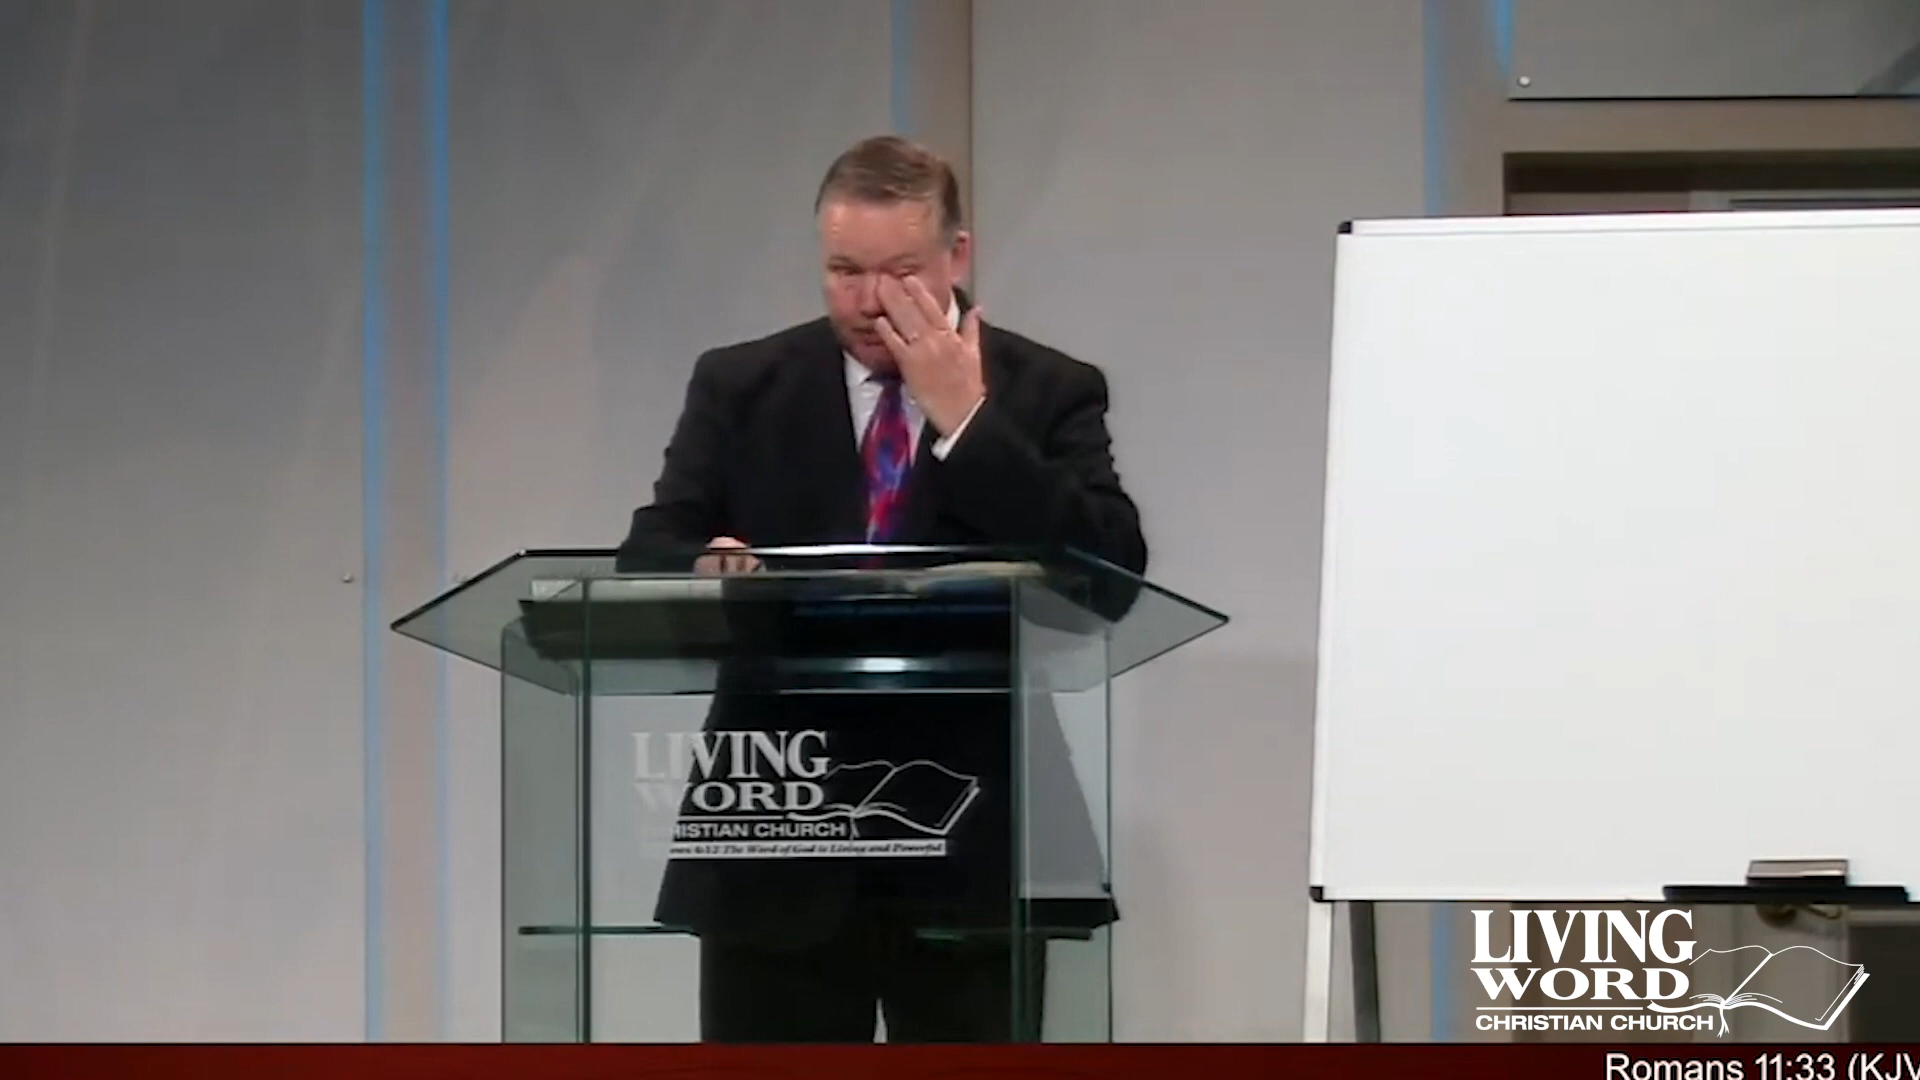 LIVING
WORD
CHRISTIAN CHURCH
The Word of God is Living and Powerful
LIVING
WORD
CHRISTIAN CHURCH
Romans 11:33 (KJV